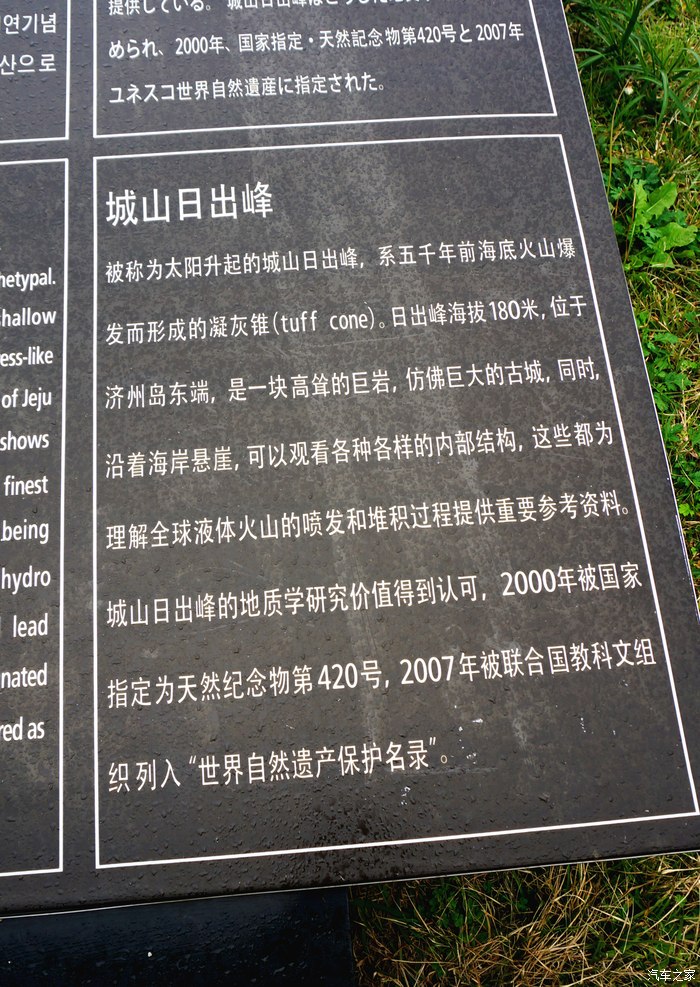 연기념
산으로
提供している。
められ、2000年、国家指定・天然記念物第420号と2007年
ユネスコ世界自然遺産に指定された。
hetypal.
shallow
ress-like
of Jeju
shows
finest
being
hydro
lead
nated
red as
城山日出峰
被称为太阳升起的城山日出峰，系五千年前海底火山爆
发而形成的凝灰锥(tuff cone)。日出峰海拔180米，位于
济州岛东端，是一块高耸的巨岩，仿佛巨大的古城，同时，
沿着海岸悬崖，可以观看各种各样的内部结构，这些都为
理解全球液体火山的喷发和堆积过程提供重要参考资料。
城山日出峰的地质学研究价值得到认可，2000年被国家
指定为天然纪念物第420号，2007年被联合国教科文组
织列入“世界自然遗产保护名录”。
汽车之家